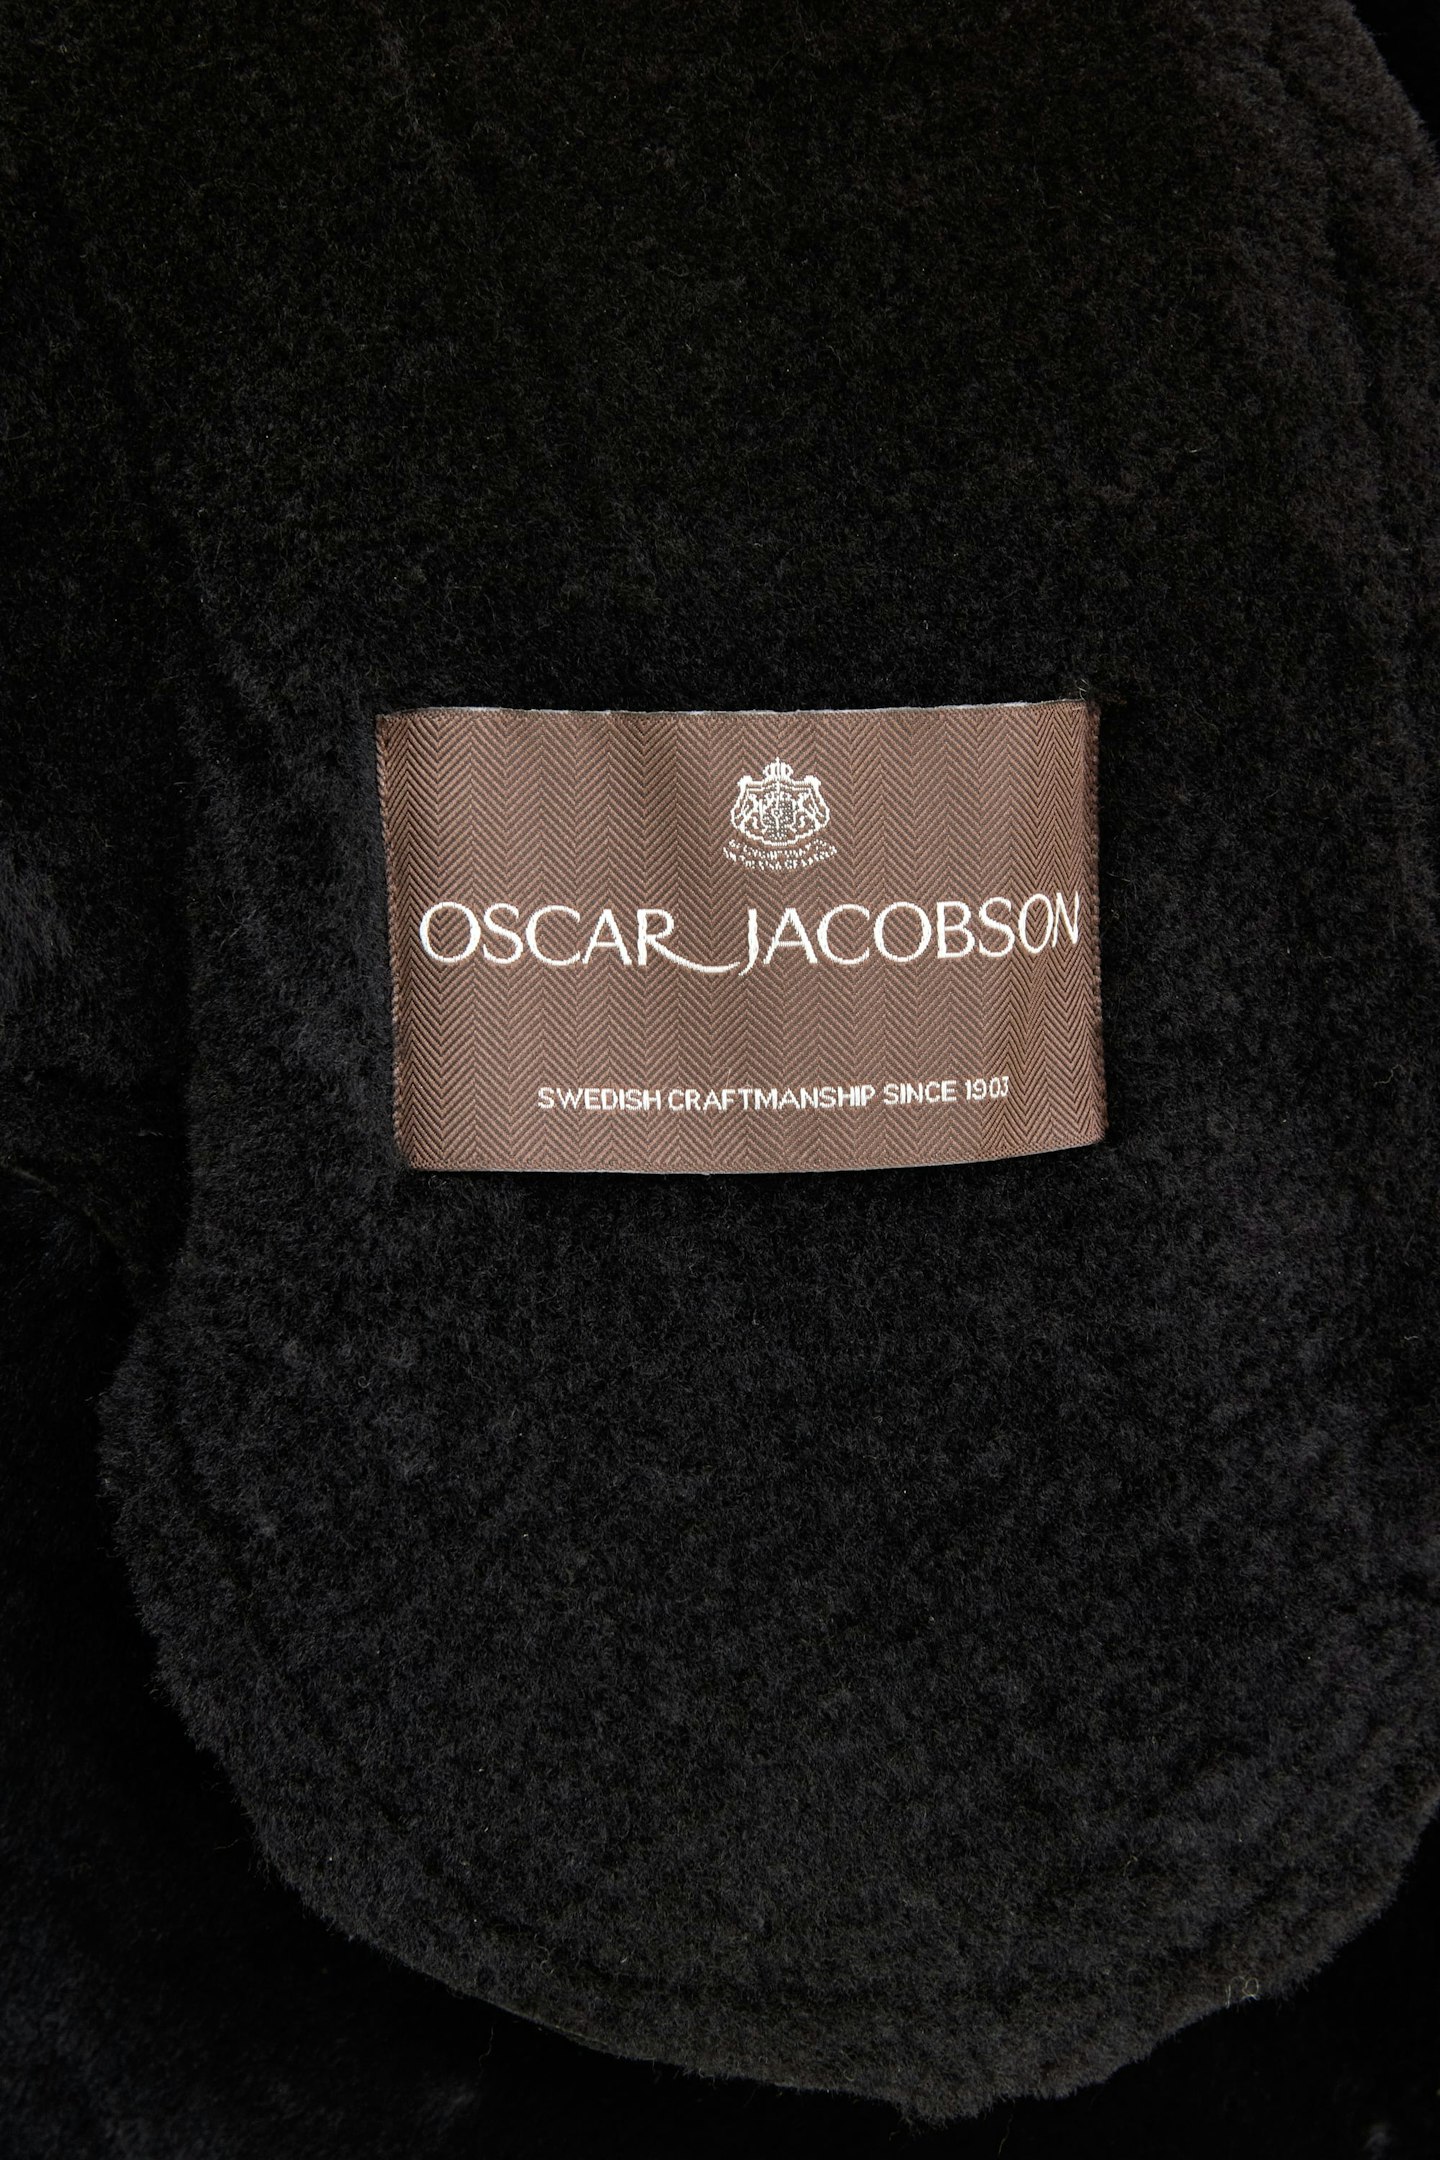 OSCAR JACOBSON
SWEDISH CRAFTMANSHIP SINCE 1903